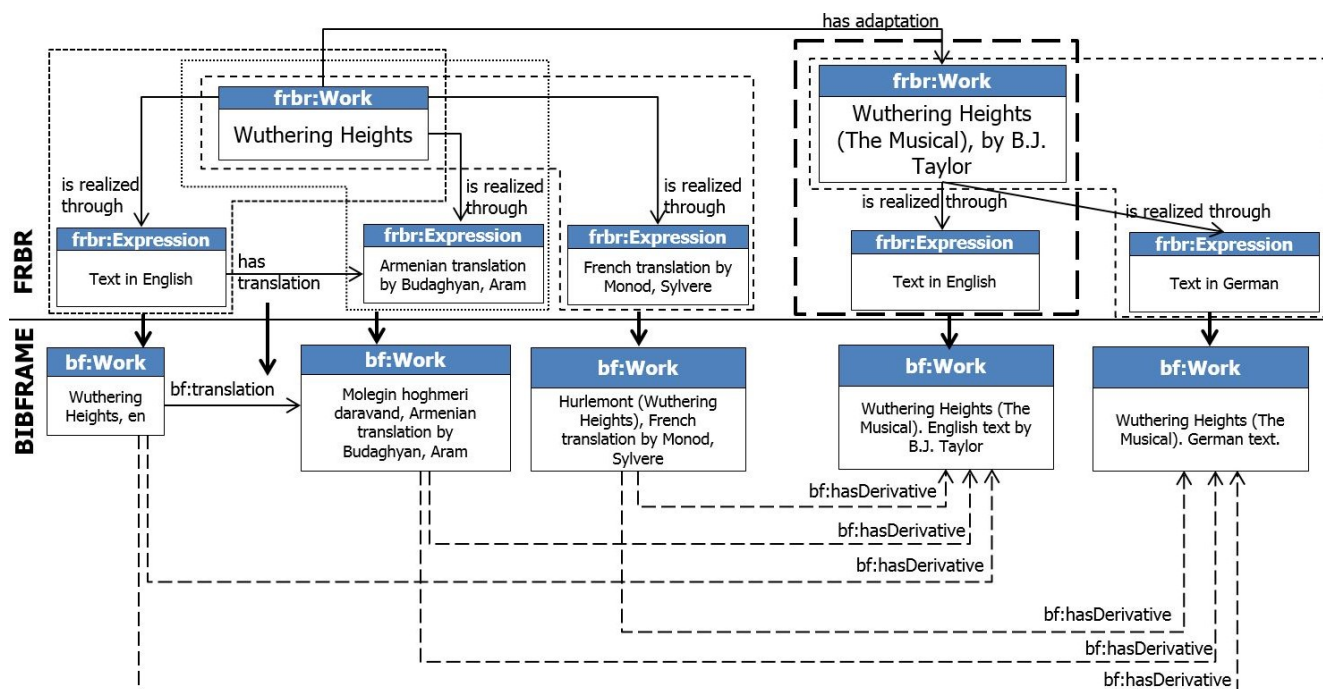 has adaptation
frbr:Work
Wuthering Heights
frbr:Work
Wuthering Heights
(The Musical), by B.J.
Taylor
is realized
through
is realized
through
is realized
through
is realized through
is realized through
FRBR
frbr:Expression
Text in English
has
translation
frbr:Expression
Armenian translation
by Budaghyan, Aram
frbr:Expression
French translation by
Monod, Sylvere
frbr:Expression
Text in English
frbr:Expression
Text in German
BIBFRAME
bf:Work
Wuthering
Heights, en
bf:translation
bf:Work
Molegin hoghmeri
daravand, Armenian
translation by
Budaghyan, Aram
bf:Work
Hurlemont (Wuthering
Heights), French
translation by Monod,
Sylvere
bf:Work
Wuthering Heights (The
Musical). English text by
B.J. Taylor
bf:Work
Wuthering Heights (The
Musical). German text.
bf:hasDerivative
bf:hasDerivative
bf:hasDerivative
bf:hasDerivative
bf:hasDerivative
bf:hasDerivative